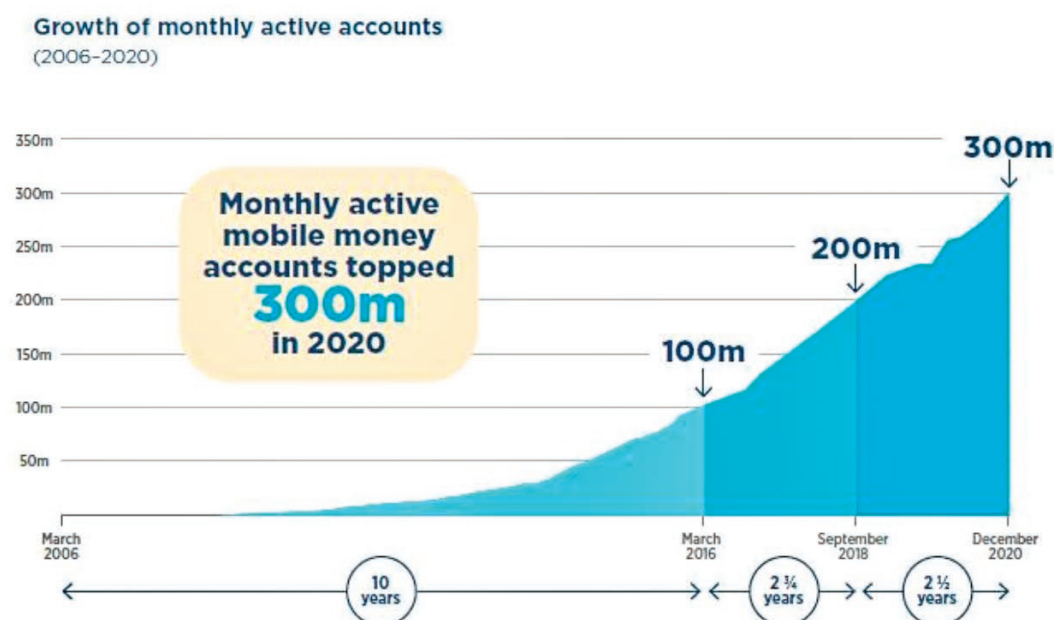 Growth of monthly active accounts
(2006–2020)
350m
300m
250m
200m
150m
100m
50m
Monthly active
mobile money
accounts topped
300m
in 2020
100m
200m
300m
March
2006
March
2016
September
2018
December
2020
10
years
2 ¾
years
2 ½
years